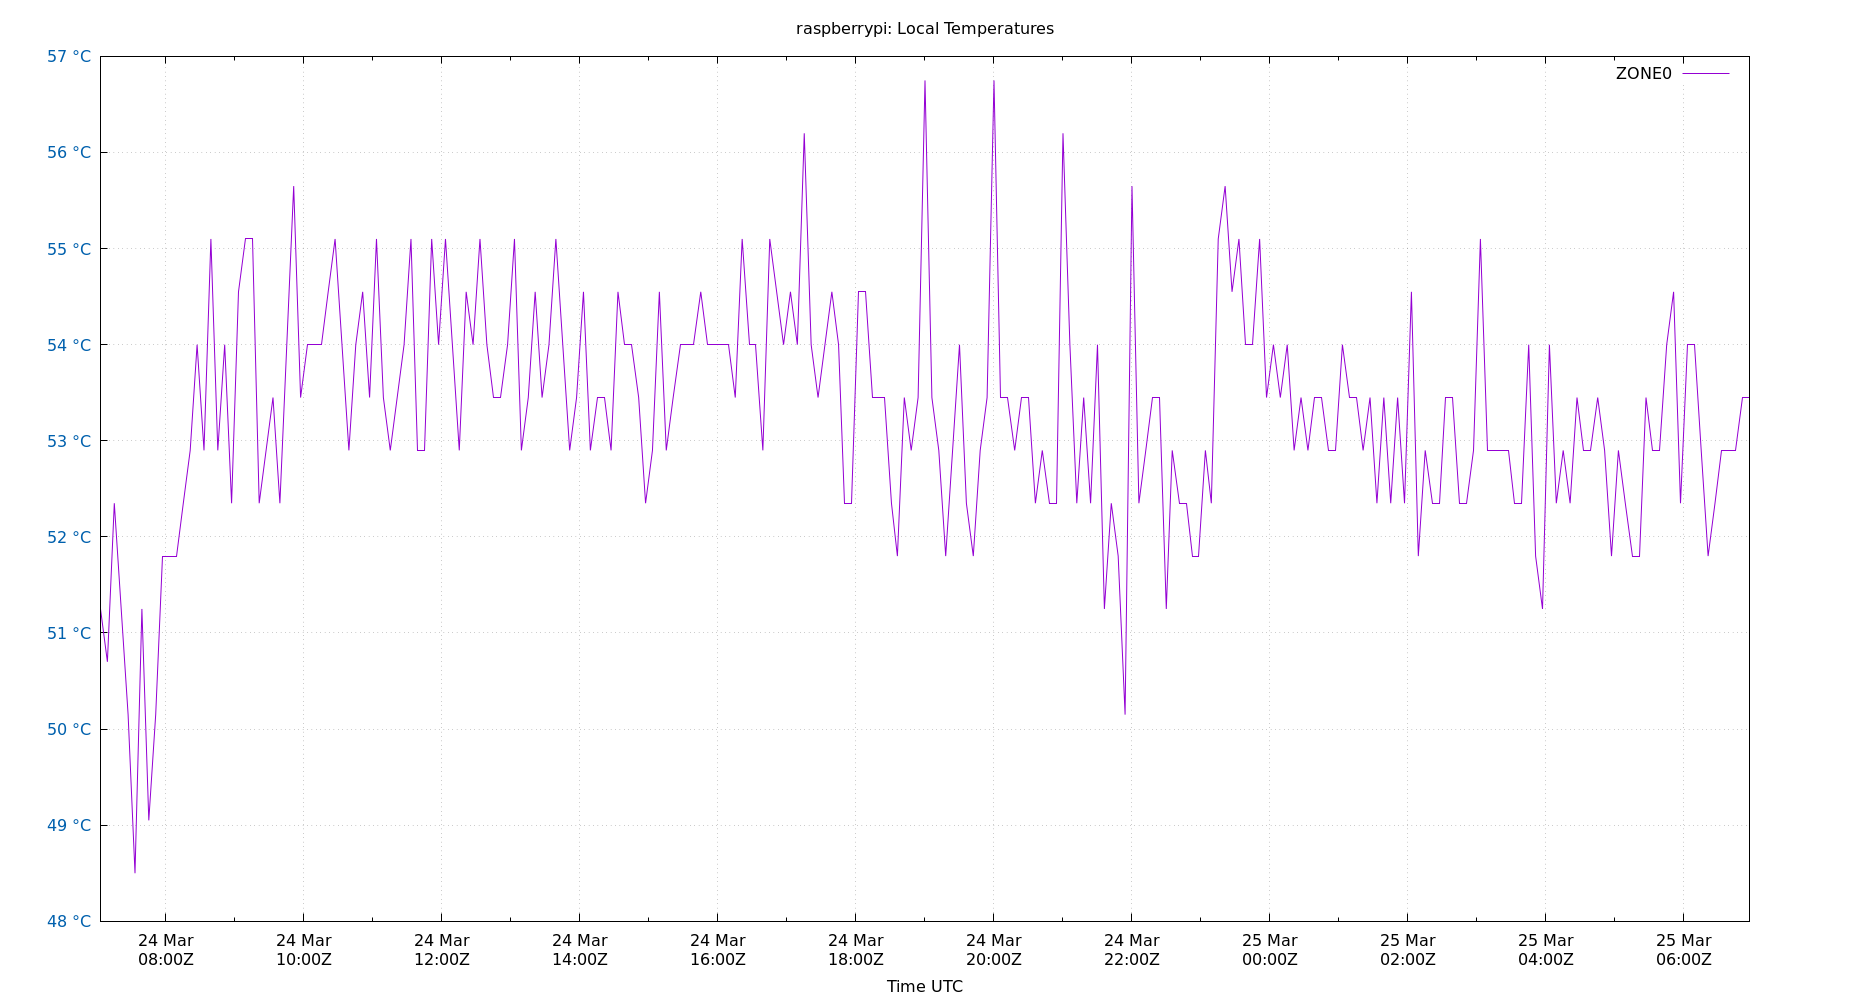 raspberrypi: Local Temperatures
57 °C
56 °C
55 °C
54 °C
53 °C
52 °C
51 °C
50 °C
49 °C
48 °C
ZONE0
24 Mar 24 Mar 24 Mar 24 Mar 24 Mar 24 Mar 24 Mar 24 Mar 25 Mar 25 Mar 25 Mar 25 Mar
08:00Z 10:00Z 12:00Z 14:00Z 16:00Z 18:00Z 20:00Z 22:00Z 00:00Z 02:00Z 04:00Z 06:00Z
Time UTC